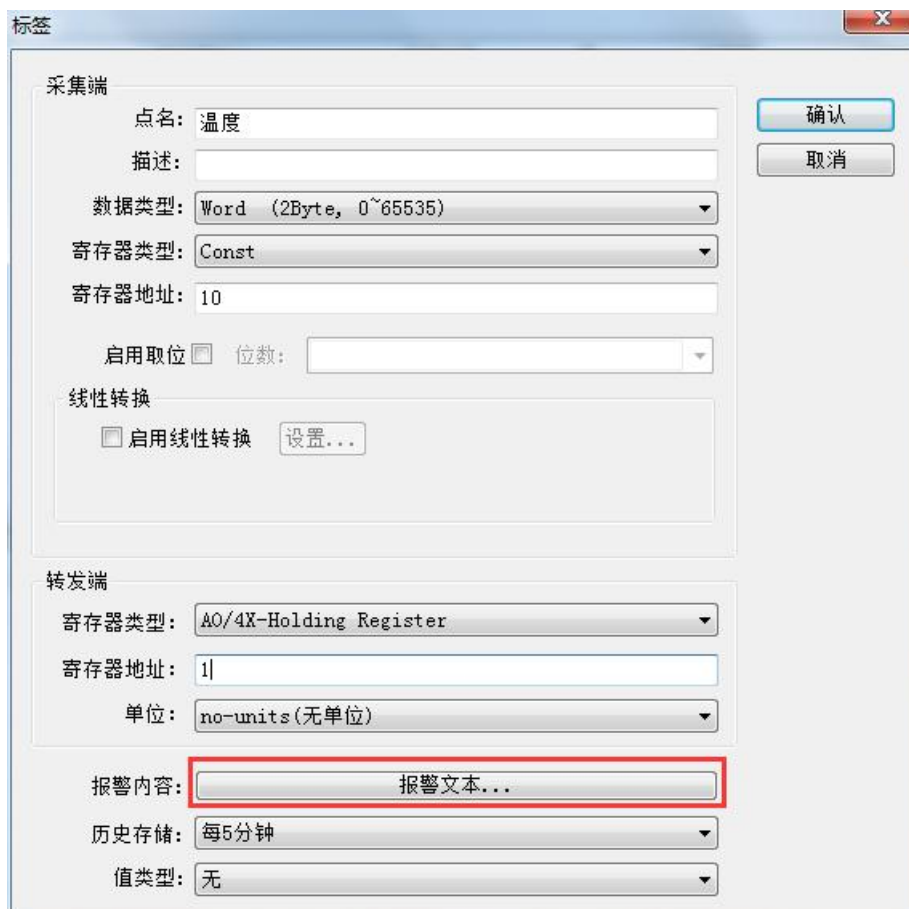 标签
采集端
点名: 温度
确认
描述:
取消
数据类型: Word (2Byte, 0~65535)
寄存器类型: Const
寄存器地址: 10
启用取位 位数:
线性转换
启用线性转换 设置...
转发端
寄存器类型: AO/4X-Holding Register
寄存器地址: 1
单位: no-units(无单位)
报警内容: 报警文本...
历史存储: 每5分钟
值类型: 无